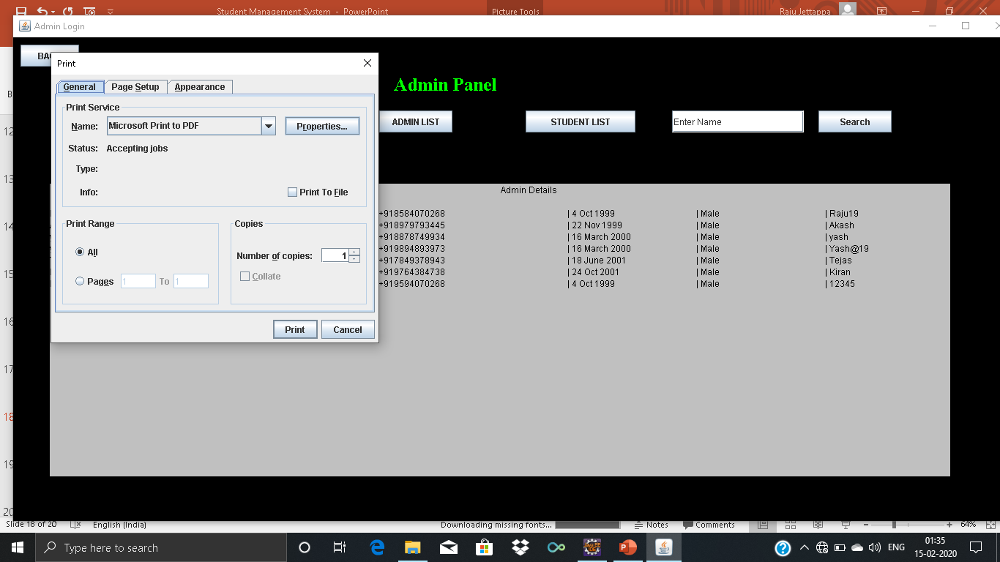 Student Management System - PowerPoint
Picture Tools
Raju Jettappa
Admin Login
Print
General
Page Setup
Appearance
Print Service
Name: Microsoft Print to PDF
Properties...
Status: Accepting jobs
Type:
Info:
Print To File
Print Range
All
Pages 1 To 1
Copies
Number of copies: 1
Collate
Print
Cancel
Admin Panel
ADMIN LIST
STUDENT LIST
Enter Name
Search
Admin Details
+918584070268 | 4 Oct 1999 | Male | Raju19
+918979793445 | 22 Nov 1999 | Male | Akash
+918878749934 | 16 March 2000 | Male | yash
+919894893973 | 16 March 2000 | Male | Yash@19
+917849378943 | 18 June 2001 | Male | Tejas
+919764384738 | 24 Oct 2001 | Male | Kiran
+919594070268 | 4 Oct 1999 | Male | 12345
12
13
14
15
16
17
18
19
20
Slide 18 of 20
English (India)
Downloading missing fonts...
Notes
Comments
64%
Type here to search
ENG
01:35
15-02-2020